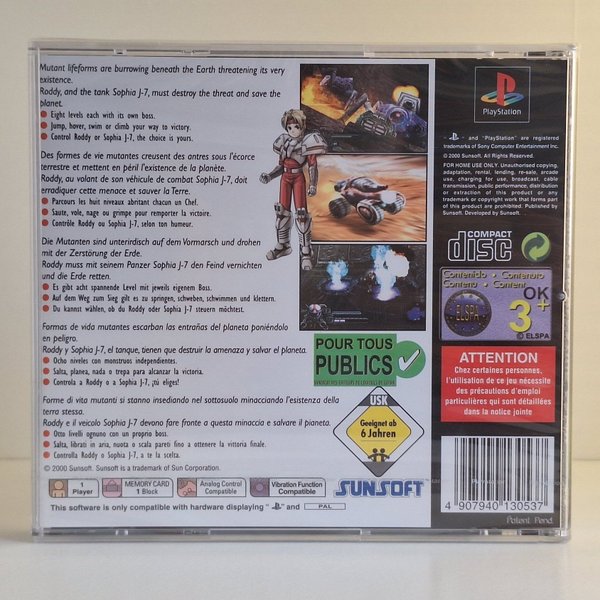 Mutant lifeforms are burrowing beneath the Earth threatening its very
existence.
Roddy, and the tank Sophia J-7, must destroy the threat and save the
planet.
Eight levels each with its own boss.
Jump, hover, swim or climb your way to victory.
Control Roddy or Sophia J-7, the choice is yours.
Des formes de vie mutantes creusent des antres sous l'écorce
terrestre et mettent en péril l'existence de la planète.
Roddy, au volant de son véhicule de combat Sophia J-7, doit
erradiquer cette menace et sauver la Terre.
Parcours les huit niveaux abritant chacun un Chef.
Saute, vole, nage ou grimpe pour remporter la victoire.
Contrôle Roddy ou Sophia J-7, selon ton humeur.
Die Mutanten sind unterirdisch auf dem Vormarsch und drohen
mit der Zerstörung der Erde.
Roddy muss mit seinem Panzer Sophia J-7 den Feind vernichten
und die Erde retten.
Es gibt acht spannende Level mit jeweils eigenem Boss.
Auf dem Weg zum Sieg gilt es zu springen, schweben, schwimmen und klettern.
Du kannst wählen, ob du Roddy oder Sophia J-7 steuern möchtest.
Formas de vida mutantes escarban las entrañas del planeta poniéndolo
en peligro.
Roddy y Sophia J-7, el tanque, tienen que destruir la amenaza y salvar el planeta.
Ocho niveles con monstruos independientes.
Salta, planea, nada o trepa para alcanzar la victoria.
Controla a Roddy o a Sophia J-7, ¡tú eliges!
Forme di vita mutanti si stanno insediando nel sottosuolo minacciando l'esistenza della
terra stessa.
Roddy e il veicolo Sophia J-7 devono fare fronte a questa minaccia e salvare il pianeta.
Otto livelli ognuno con un proprio boss.
Salta, librati in aria, nuota o scala pareti fino a ottenere la vittoria finale.
Controlla Roddy o Sophia J-7, a te la scelta.
© 2000 Sunsoft. Sunsoft is a trademark of Sun Corporation.
1
Player
MEMORY CARD
1 Block
Analog Control
Compatible
Vibration Function
Compatible
SUNSOFT
This software is only compatible with hardware displaying " " and PAL
POUR TOUS
PUBLICS
USK
Geeignet ab
6 Jahren
PlayStation
" " and "PlayStation" are registered
trademarks of Sony Computer Entertainment Inc.
© 2000 Sunsoft. All Rights Reserved.
FOR HOME USE ONLY. Unauthorised copying,
adaptation, rental, lending, re-sale, arcade
use, charging for use, broadcast, cable
transmission, public performance, distribution
or extraction of this product or any
trademark or copyright work that forms part
of this product are prohibited. Published by
Sunsoft. Developed by Sunsoft.
COMPACT
disc
Contenido · Contenuto
Contenu · Content
ELSPA
OK
3+
© ELSPA
ATTENTION
Chez certaines personnes,
l'utilisation de ce jeu nécessite
des précautions d'emploi
particulières qui sont détaillées
dans la notice jointe
4 907940 130537
Patent Pend.